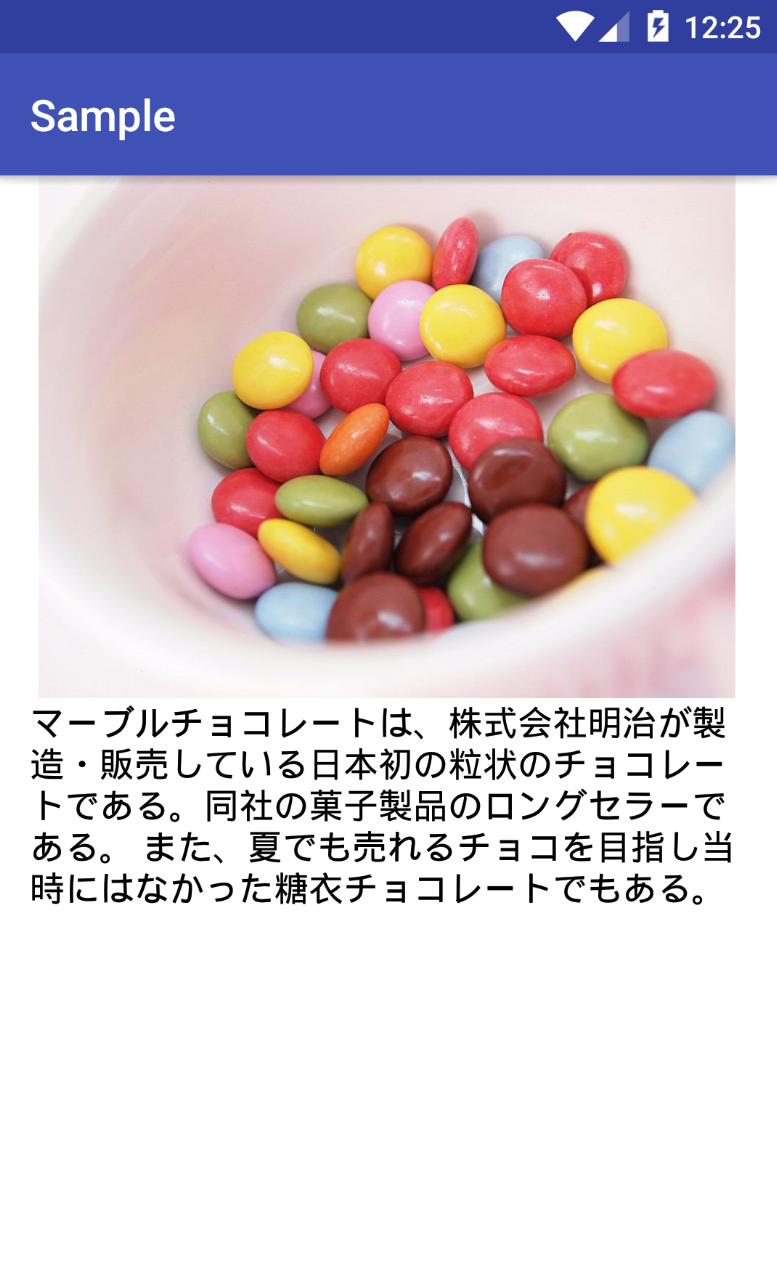 12:25
Sample
マーブルチョコレートは、株式会社明治が製
造・販売している日本初の粒状のチョコレー
トである。同社の菓子製品のロングセラーで
ある。 また、夏でも売れるチョコを目指し当
時にはなかった糖衣チョコレートでもある。